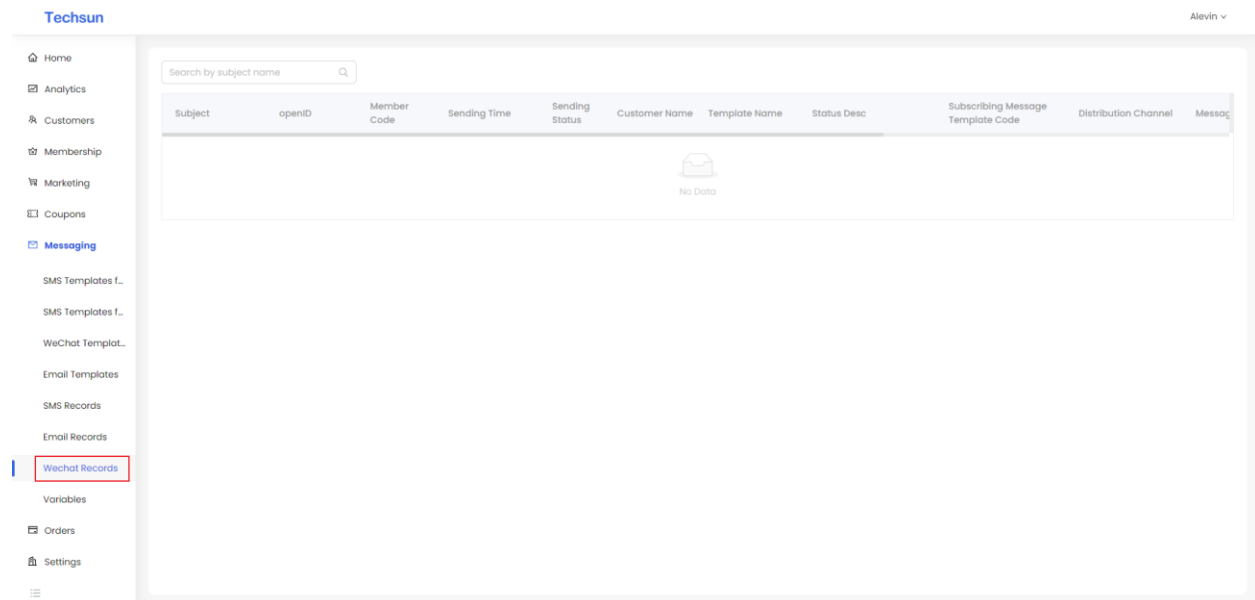 Techsun
Alevin
Home
Analytics
Customers
Membership
Marketing
Coupons
Messaging
SMS Templates f...
SMS Templates f...
WeChat Templat...
Email Templates
SMS Records
Email Records
Wechat Records
Variables
Orders
Settings
Search by subject name
Subject openID Member Code Sending Time Sending Status Customer Name Template Name Status Desc Subscribing Message Template Code Distribution Channel Messag
No Data